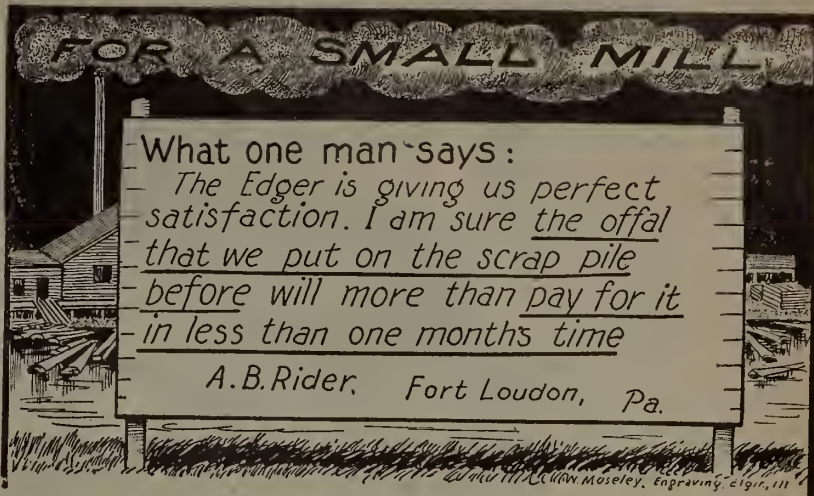 FOR A SMALL MILL
What one man says:
The Edger is giving us perfect
satisfaction. I am sure the offal
that we put on the scrap pile
before will more than pay for it
in less than one month's time
A.B.Rider. Fort Loudon, Pa.
Moseley. Engraving. Elgin, Ill